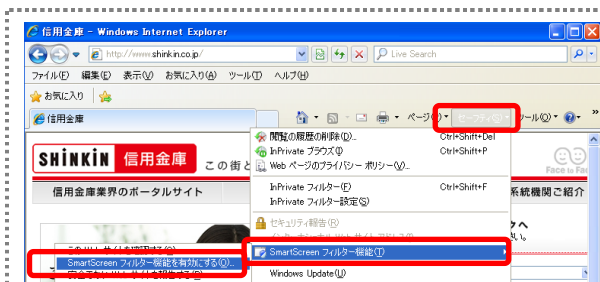 信用金庫 - Windows Internet Explorer
http://www.shinkin.co.jp/
Live Search
ファイル(F) 編集(E) 表示(V) お気に入り(A) ツール(T) ヘルプ(H)
お気に入り
信用金庫
ページ(P) セーフティ(S) ツール(O)
閲覧の履歴の削除(D)... Ctrl+Shift+Del
InPrivate ブラウズ(I) Ctrl+Shift+P
Web ページのプライバシー ポリシー(V)...
InPrivate フィルター(F) Ctrl+Shift+F
InPrivate フィルター設定(S)
セキュリティ報告(R)
SmartScreen フィルター機能(T)
Windows Update(U)
SHiNKiN 信用金庫 この街と
Face to Fac
信用金庫業界のポータルサイト
系統機関ご紹介
SmartScreen フィルター機能を有効にする(O)...